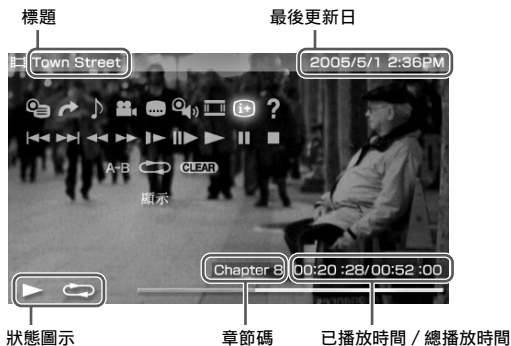 標題
最後更新日
Town Street
2005/5/1 2:36PM
i+
?
A-B
CLEAR
顯示
Chapter 8
00:20 :28/00:52 :00
狀態圖示
章節碼
已播放時間 / 總播放時間